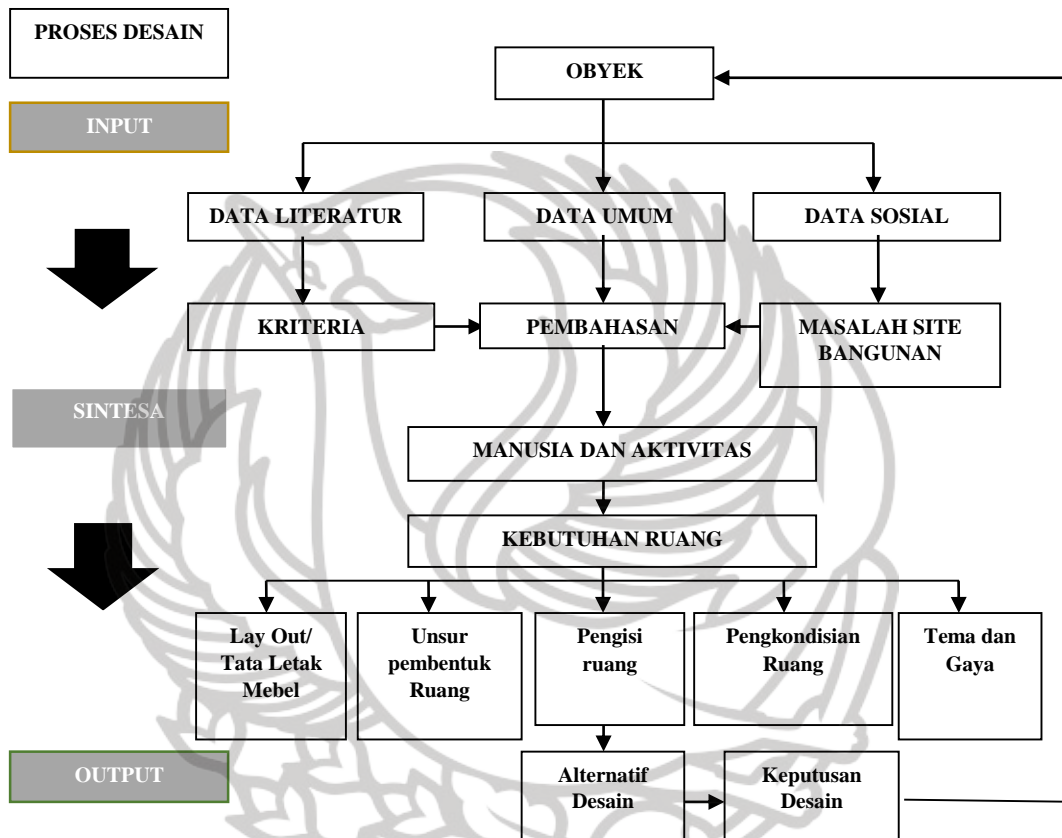 PROSES DESAIN
OBYEK
INPUT
DATA LITERATUR
DATA UMUM
DATA SOSIAL
KRITERIA
PEMBAHASAN
MASALAH SITE
BANGUNAN
SINTESA
MANUSIA DAN AKTIVITAS
KEBUTUHAN RUANG
Lay Out/
Tata Letak
Mebel
Unsur
pembentuk
Ruang
Pengisi
ruang
Pengkondisian
Ruang
Tema dan
Gaya
OUTPUT
Alternatif
Desain
Keputusan
Desain